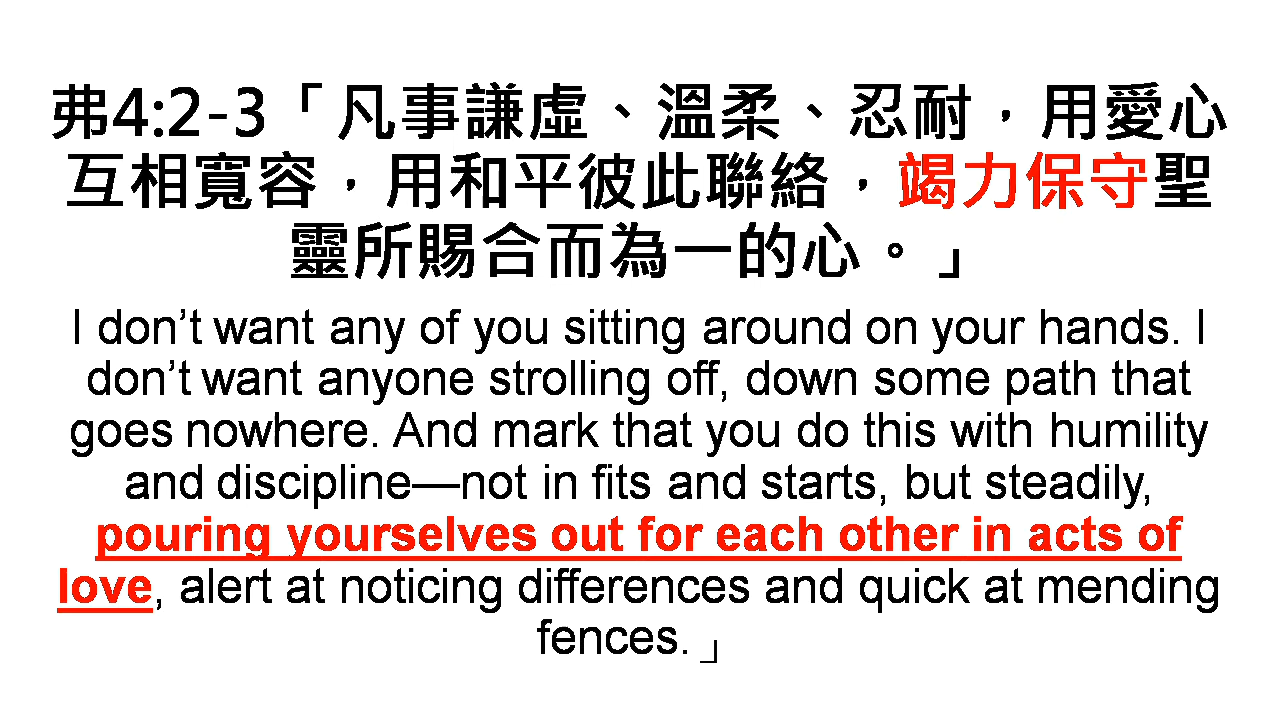 弗4:2-3「凡事謙虛、溫柔、忍耐，用愛心
互相寬容，用和平彼此聯絡，竭力保守聖
靈所賜合而為一的心。」
I don’t want any of you sitting around on your hands. I
don’t want anyone strolling off, down some path that
goes nowhere. And mark that you do this with humility
and discipline—not in fits and starts, but steadily,
pouring yourselves out for each other in acts of
love, alert at noticing differences and quick at mending
fences.」